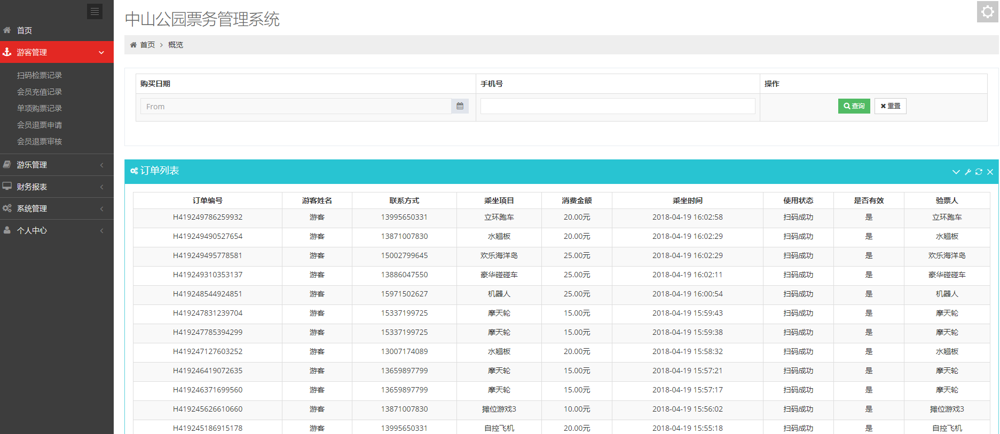 中山公园票务管理系统
首页
游客管理
扫码检票记录
会员充值记录
单项购票记录
会员退票申请
会员退票审核
游乐管理
财务报表
系统管理
个人中心
首页 > 概览
购买日期 手机号 操作
From 查询 重置
订单列表
订单编号 游客姓名 联系方式 乘坐项目 消费金额 乘坐时间 使用状态 是否有效 验票人
H419249786259932 游客 13995650331 立环跑车 20.00元 2018-04-19 16:02:58 扫码成功 是 立环跑车
H419249490527654 游客 13871007830 水翘板 20.00元 2018-04-19 16:02:29 扫码成功 是 水翘板
H419249495778581 游客 15002799645 欢乐海洋岛 25.00元 2018-04-19 16:02:29 扫码成功 是 欢乐海洋岛
H419249310353137 游客 13886047550 豪华碰碰车 25.00元 2018-04-19 16:02:11 扫码成功 是 豪华碰碰车
H419248544924851 游客 15971502627 机器人 25.00元 2018-04-19 16:00:54 扫码成功 是 机器人
H419247831239704 游客 15337199725 摩天轮 15.00元 2018-04-19 15:59:43 扫码成功 是 摩天轮
H419247785394299 游客 15337199725 摩天轮 15.00元 2018-04-19 15:59:38 扫码成功 是 摩天轮
H419247127603252 游客 13007174089 水翘板 20.00元 2018-04-19 15:58:32 扫码成功 是 水翘板
H419246419072635 游客 13659897799 摩天轮 15.00元 2018-04-19 15:57:21 扫码成功 是 摩天轮
H419246371699560 游客 13659897799 摩天轮 15.00元 2018-04-19 15:57:17 扫码成功 是 摩天轮
H419245626610660 游客 13871007830 摊位游戏3 10.00元 2018-04-19 15:56:02 扫码成功 是 摊位游戏3
H419245186915178 游客 13995650331 自控飞机 20.00元 2018-04-19 15:55:18 扫码成功 是 自控飞机